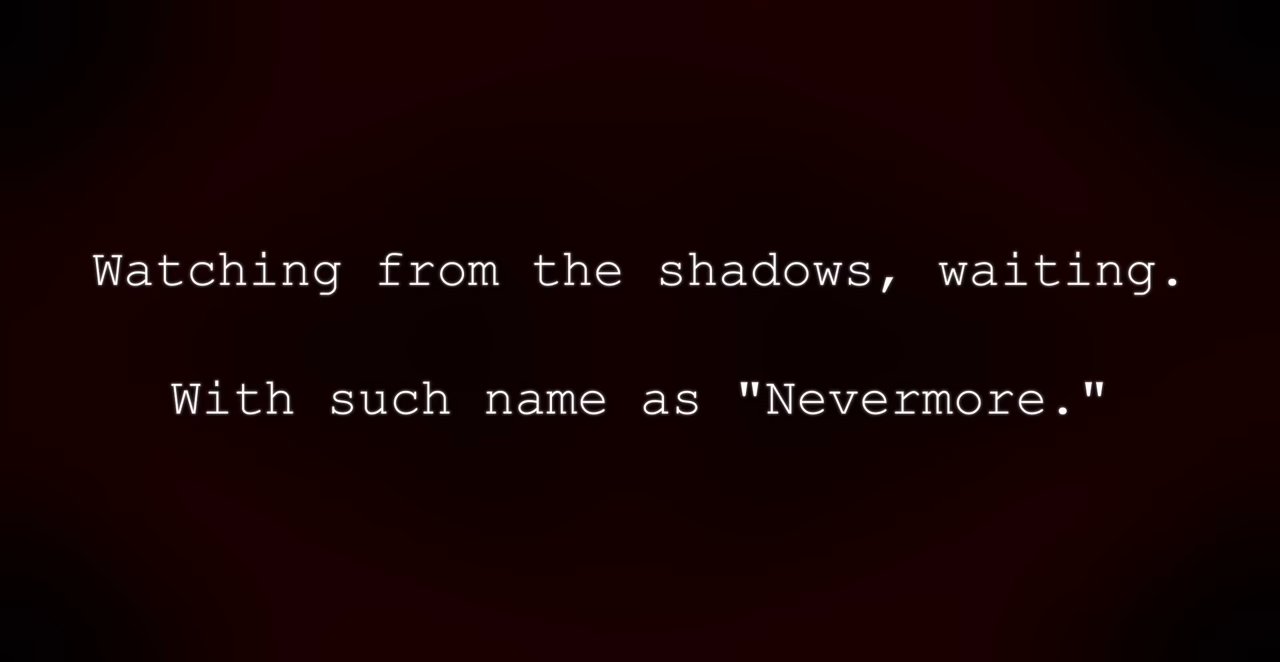 Watching from the shadows, waiting.
With such name as "Nevermore."